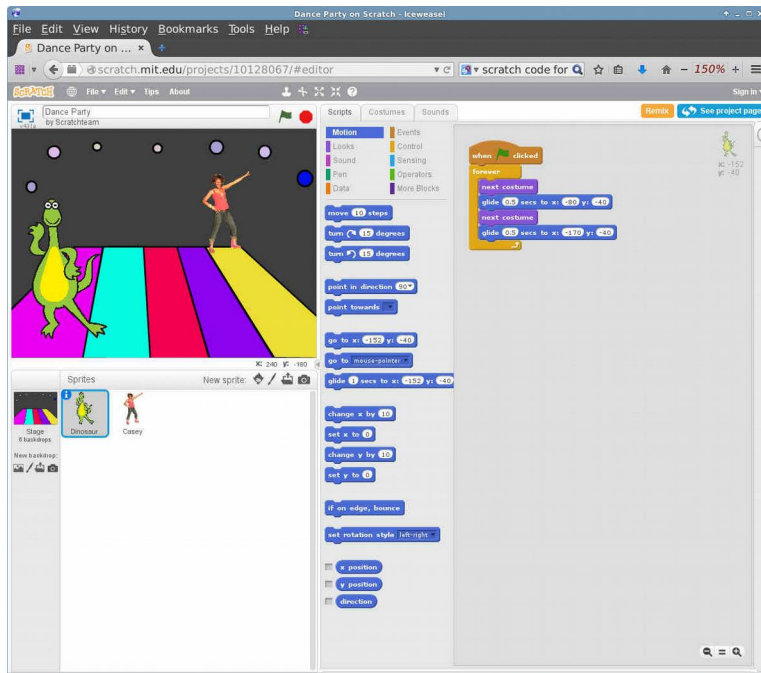 Dance Party on Scratch - Iceweasel
File Edit View History Bookmarks Tools Help
Dance Party on ... ×
scratch.mit.edu/projects/10128067/#editor
scratch code for
- 150% +
SCRATCH File Edit Tips About
Sign in
Dance Party
by Scratchteam
v431a
X: 240 y: -180
Sprites
New sprite:
Stage
6 backdrops
New backdrop:
Dinosaur
Casey
Scripts
Costumes
Sounds
Remix
See project page
Motion
Events
Looks
Control
Sound
Sensing
Pen
Operators
Data
More Blocks
move 10 steps
turn 15 degrees
turn 15 degrees
point in direction 90
point towards
go to x: -152 y: -40
go to mouse-pointer
glide 1 secs to x: -152 y: -40
change x by 10
set x to 0
change y by 10
set y to 0
if on edge, bounce
set rotation style left-right
x position
y position
direction
when clicked
forever
next costume
glide 0.5 secs to x: -80 y: -40
next costume
glide 0.5 secs to x: -170 y: -40
x: -152
y: -40